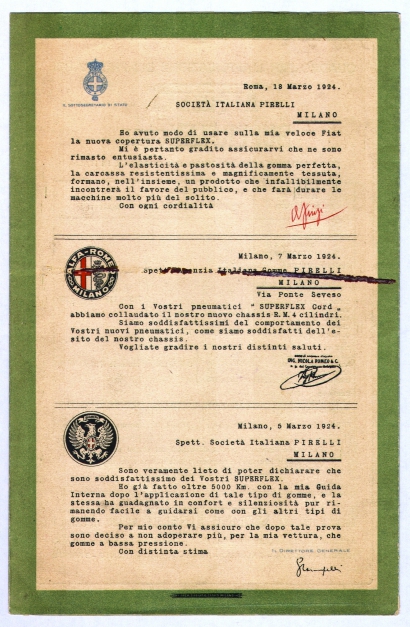 IL SOTTOSEGRETARIO DI STATO
Roma, 18 Marzo 1924.
SOCIETÀ ITALIANA PIRELLI
MILANO
Ho avuto modo di usare sulla mia veloce Fiat
la nuova copertura SUPERFLEX.
Mi è pertanto gradito assicurarvi che ne sono
rimasto entusiasta.
L'elasticità e pastosità della gomma perfetta,
la carcassa resistentissima e magnificamente tessuta,
formano, nell'insieme, un prodotto che infallibilmente
incontrerà il favore del pubblico, e che farà durare le
macchine molto più del solito.
Con ogni cordialità
ALFA-ROMEO
MILANO
Milano, 7 Marzo 1924.
Spett. Agenzia Italiana Gomme PIRELLI
MILANO
Via Ponte Seveso
Con i Vostri pneumatici " SUPERFLEX Cord „
abbiamo collaudato il nostro nuovo chassis R.M.4 cilindri.
Siamo soddisfattissimi del comportamento dei
Vostri nuovi pneumatici, come siamo soddisfatti dell'e-
sito del nostro chassis.
Vogliate gradire i nostri distinti saluti.
ING. NICOLA ROMEO & C.
Milano, 5 Marzo 1924.
Spett. Società Italiana PIRELLI
MILANO
Sono veramente lieto di poter dichiarare che
sono soddisfattissimo dei Vostri SUPERFLEX.
Ho già fatto oltre 5000 Km. con la mia Guida
Interna dopo l'applicazione di tale tipo di gomme, e la
stessa ha guadagnato in confort e silenziosità pur ri-
manendo facile a guidarsi come con gli altri tipi di
gomme.
Per mio conto Vi assicuro che dopo tale prova
sono deciso a non adoperare più, per la mia vettura, che
gomme a bassa pressione.
Con distinta stima
IL DIRETTORE GENERALE